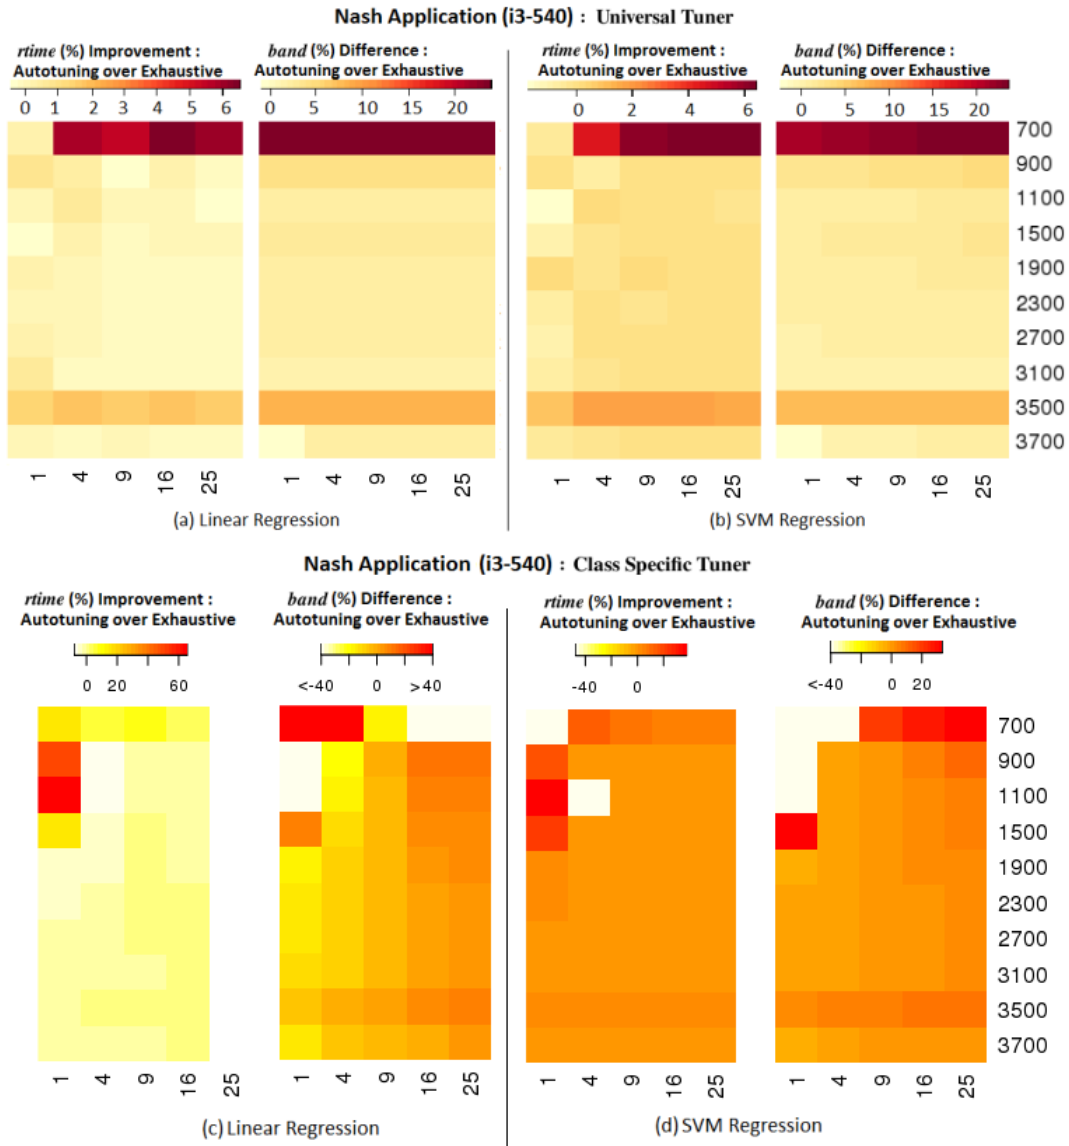 Nash Application (i3-540) : Universal Tuner
rtime (%) Improvement :
Autotuning over Exhaustive
0 1 2 3 4 5 6
band (%) Difference :
Autotuning over Exhaustive
0 5 10 15 20
rtime (%) Improvement :
Autotuning over Exhaustive
0 2 4 6
band (%) Difference :
Autotuning over Exhaustive
0 5 10 15 20
700
900
1100
1500
1900
2300
2700
3100
3500
3700
1 4 9 16 25
1 4 9 16 25
1 4 9 16 25
1 4 9 16 25
(a) Linear Regression
(b) SVM Regression
Nash Application (i3-540) : Class Specific Tuner
rtime (%) Improvement :
Autotuning over Exhaustive
0 20 60
band (%) Difference :
Autotuning over Exhaustive
<-40 0 >40
rtime (%) Improvement :
Autotuning over Exhaustive
-40 0
band (%) Difference :
Autotuning over Exhaustive
<-40 0 20
700
900
1100
1500
1900
2300
2700
3100
3500
3700
1 4 9 16 25
1 4 9 16 25
1 4 9 16 25
1 4 9 16 25
(c) Linear Regression
(d) SVM Regression